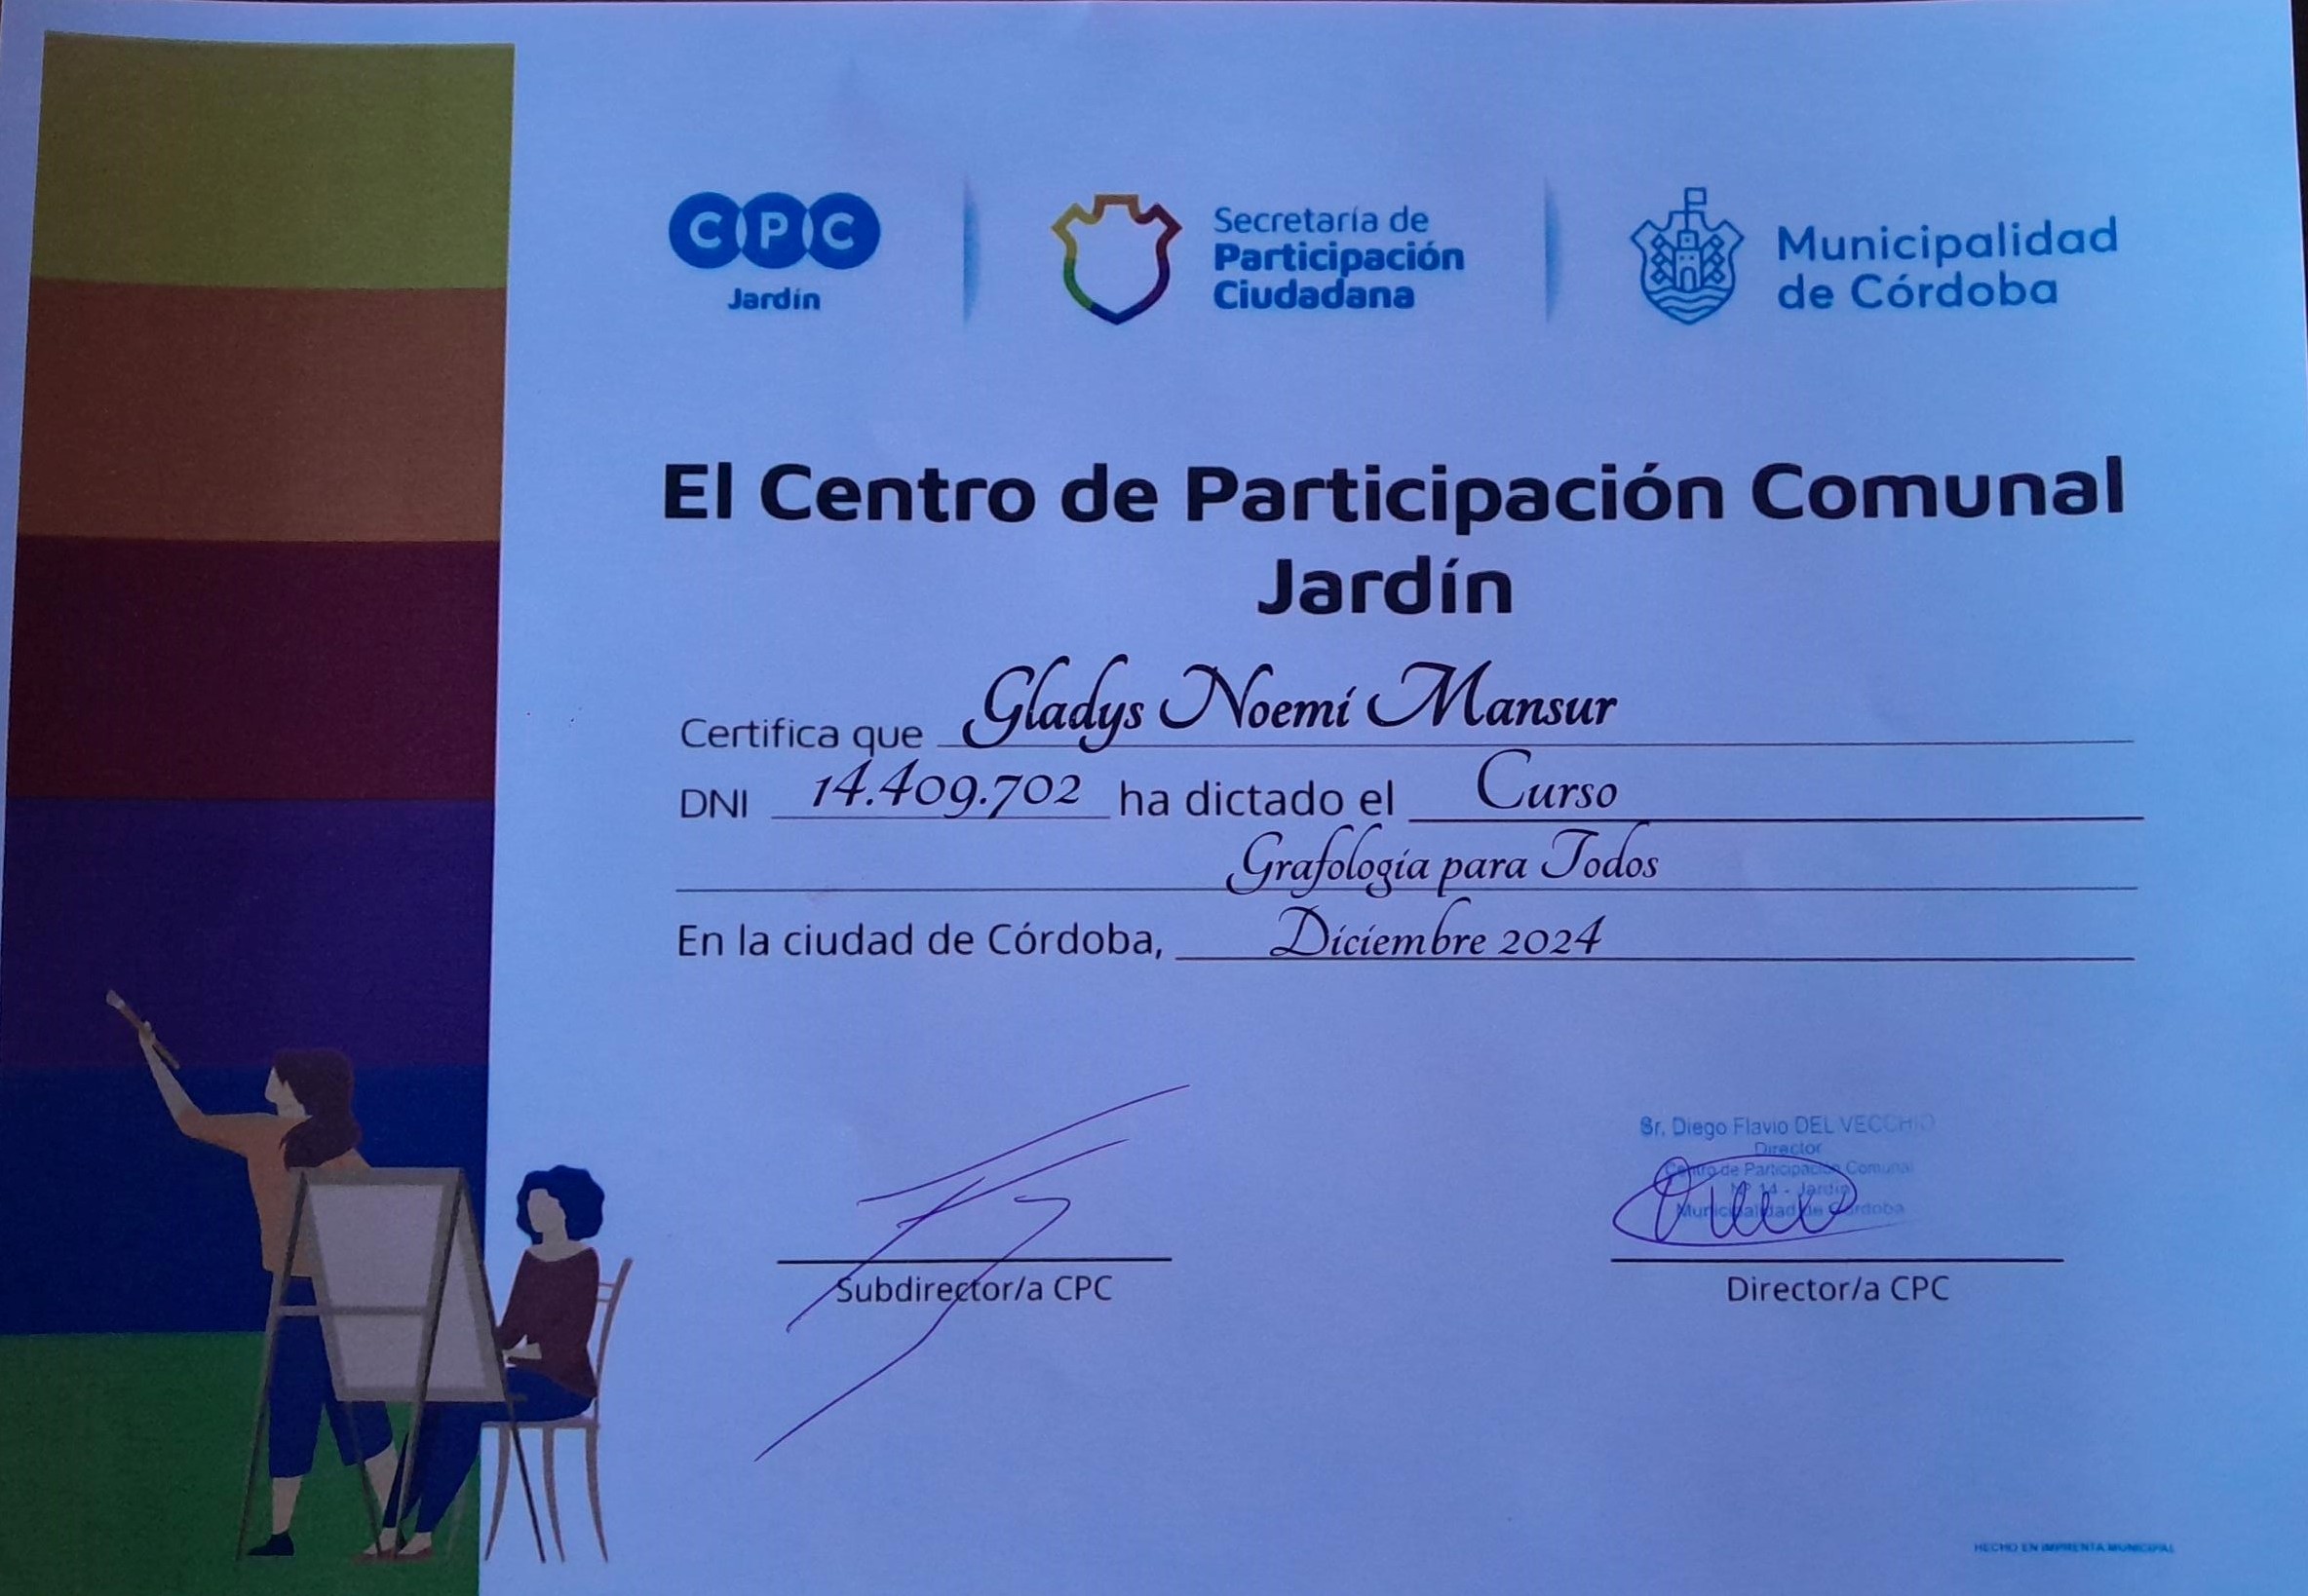 CPC
Jardín
Secretaría de
Participación
Ciudadana
Municipalidad
de Córdoba
El Centro de Participación Comunal
Jardín
Certifica que Gladys Noemí Mansur
DNI 14.409.702 ha dictado el Curso
Grafología para Todos
En la ciudad de Córdoba, Diciembre 2024
Sr. Diego Flavio DEL VECCHIO
Director
Centro de Participación Comunal
Nº 14 - Jardín
Municipalidad de Córdoba
Subdirector/a CPC
Director/a CPC
HECHO EN IMPRENTA MUNICIPAL